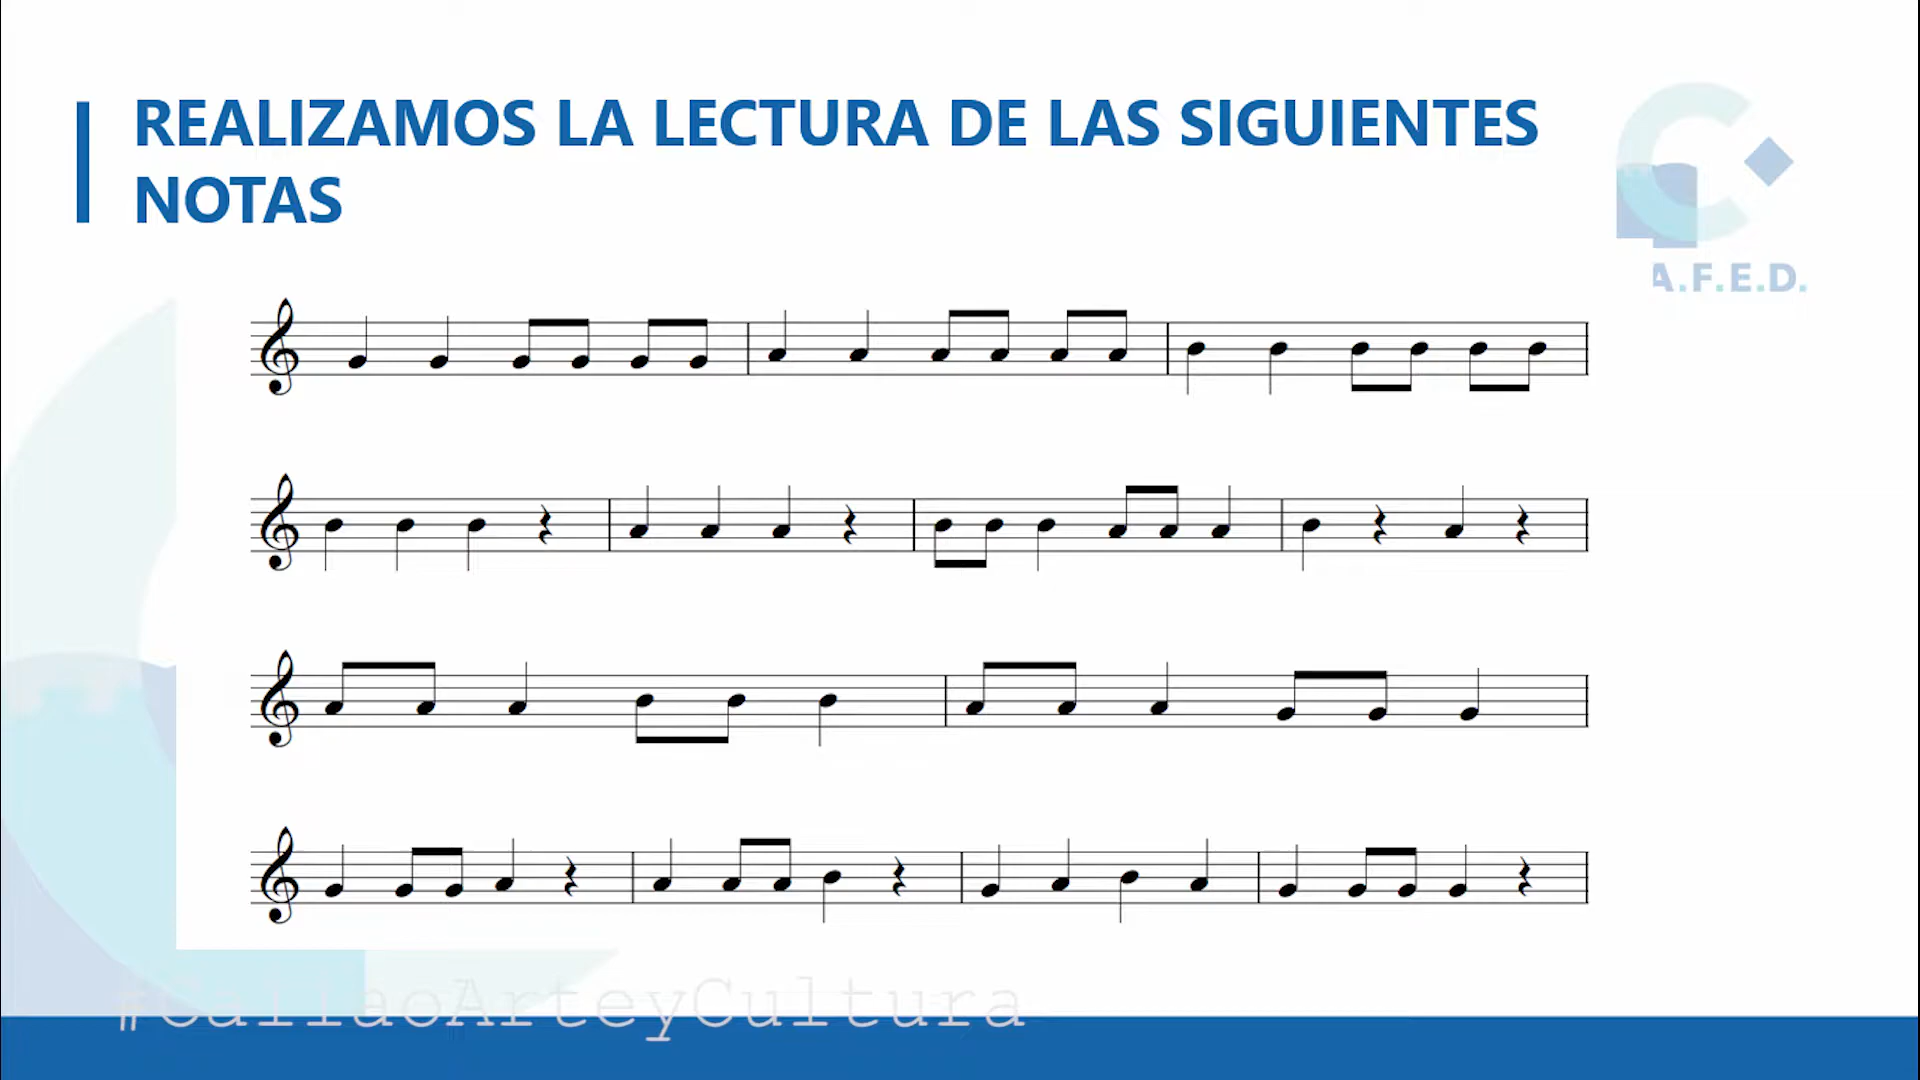 REALIZAMOS LA LECTURA DE LAS SIGUIENTES
NOTAS
A.F.E.D.
#CallaoArteyCultura